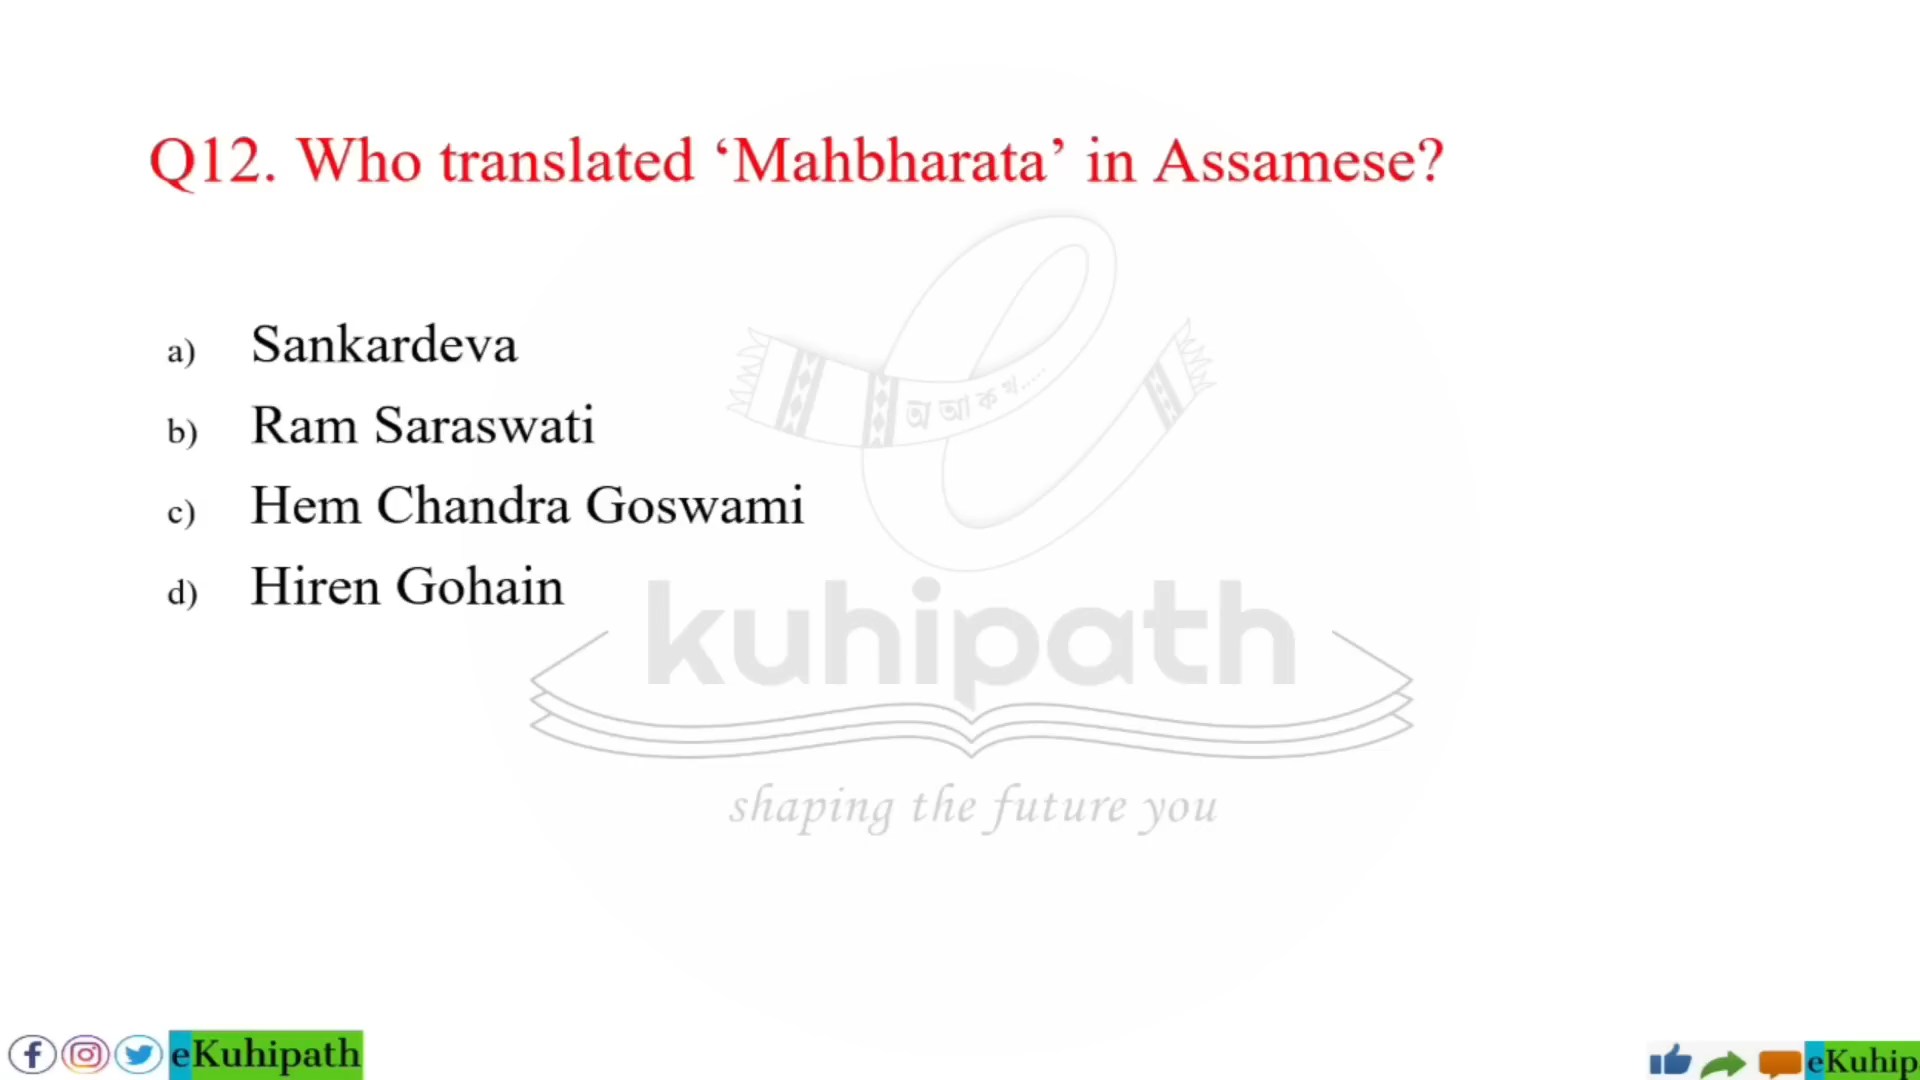 Q12. Who translated ‘Mahbharata’ in Assamese?
a) Sankardeva
b) Ram Saraswati
c) Hem Chandra Goswami
d) Hiren Gohain
অ আ ক খ.....
kuhipath
shaping the future you
eKuhipath
eKuhip